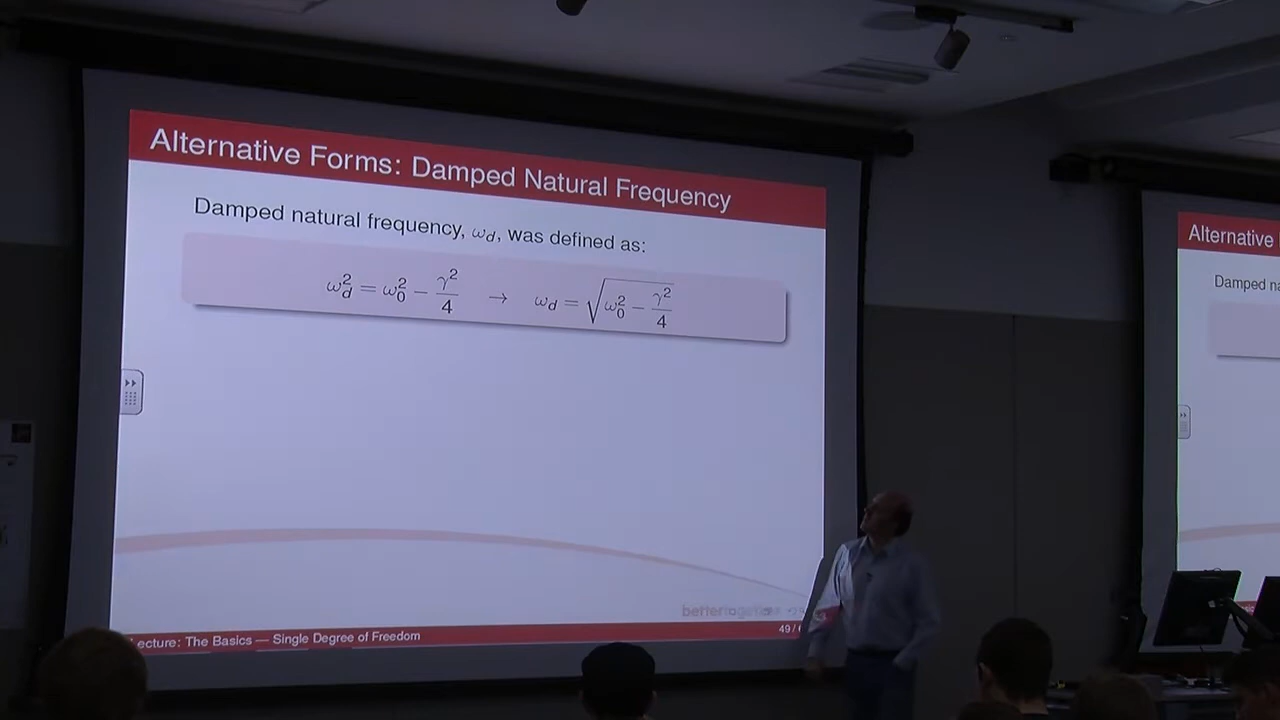 Alternative Forms: Damped Natural Frequency
Damped natural frequency, ω_d, was defined as:
ω_d^2 = ω_0^2 − γ^2/4 → ω_d = √(ω_0^2 − γ^2/4)
Lecture: The Basics — Single Degree of Freedom
49 /
Alternative
Damped na